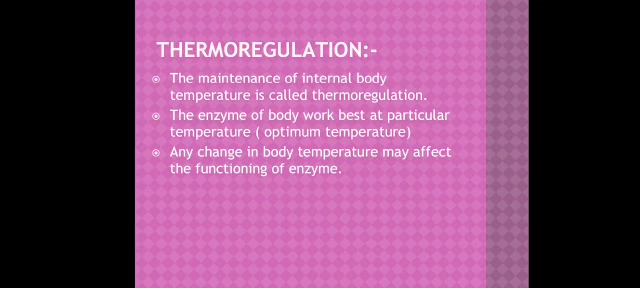 THERMOREGULATION:-
The maintenance of internal body
temperature is called thermoregulation.
The enzyme of body work best at particular
temperature ( optimum temperature)
Any change in body temperature may affect
the functioning of enzyme.